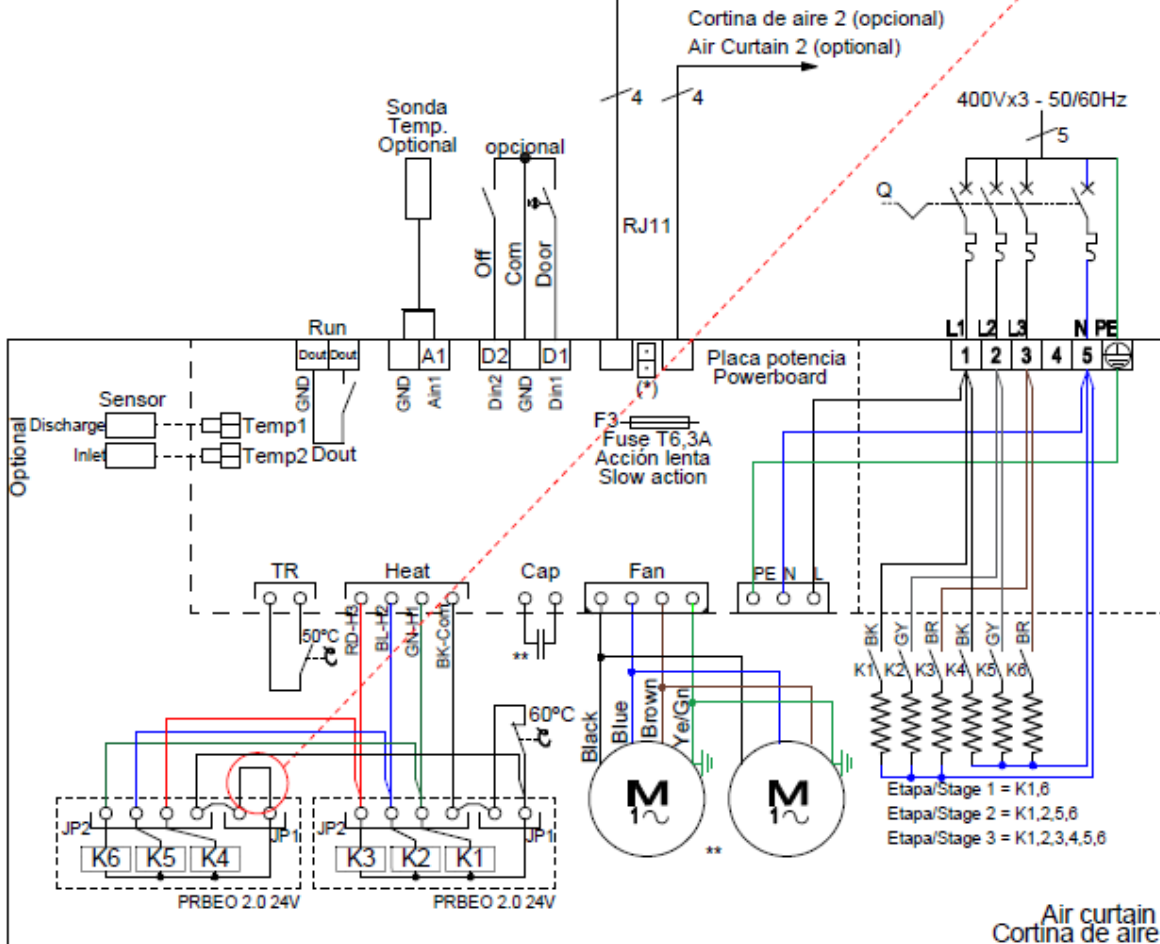 Cortina de aire 2 (opcional)
Air Curtain 2 (optional)
4
4
400Vx3 - 50/60Hz
5
Sonda
Temp.
Optional
opcional
Q
RJ11
Off
Com
Door
Run
L1 L2 L3 N PE
Dout Dout
A1
D2
D1
1 2 3 4 5
Placa potencia
Powerboard
GND
GND
Ain1
Din2
GND
Din1
(*)
Optional
Sensor
Discharge
Temp1
Inlet
Temp2
Dout
F3
Fuse T6,3A
Acción lenta
Slow action
TR
Heat
Cap
Fan
PE N L
50ºC
RD-H3
BL-H2
GN-H1
BK-Com
**
BK
GY
BR
BK
GY
BR
K1 K2 K3 K4 K5 K6
60ºC
Black
Blue
Brown
Ye/Gn
M
1
M
1
**
Etapa/Stage 1 = K1,6
Etapa/Stage 2 = K1,2,5,6
Etapa/Stage 3 = K1,2,3,4,5,6
JP2
JP1
JP2
JP1
K6 K5 K4
K3 K2 K1
PRBEO 2.0 24V
PRBEO 2.0 24V
Air curtain
Cortina de aire